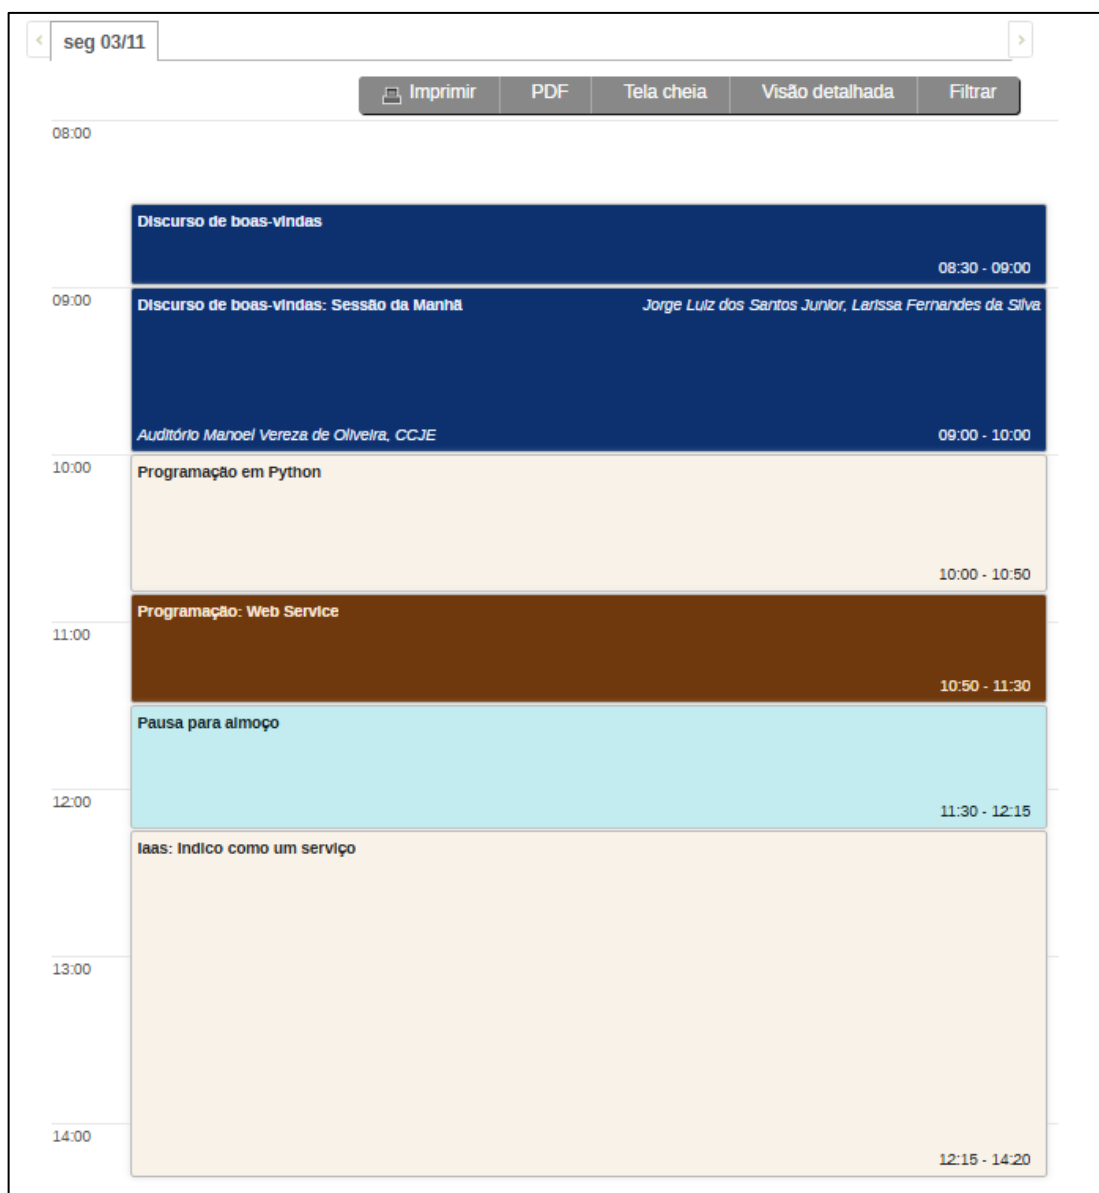 seg 03/11
Imprimir PDF Tela cheia Visão detalhada Filtrar
08:00
Discurso de boas-vindas
08:30 - 09:00
09:00
Discurso de boas-vindas: Sessão da Manhã Jorge Luiz dos Santos Junior, Larissa Fernandes da Silva
Auditório Manoel Vereza de Oliveira, CCJE 09:00 - 10:00
10:00
Programação em Python
10:00 - 10:50
Programação: Web Service
11:00
10:50 - 11:30
Pausa para almoço
12:00
11:30 - 12:15
Iaas: Indico como um serviço
13:00
14:00
12:15 - 14:20